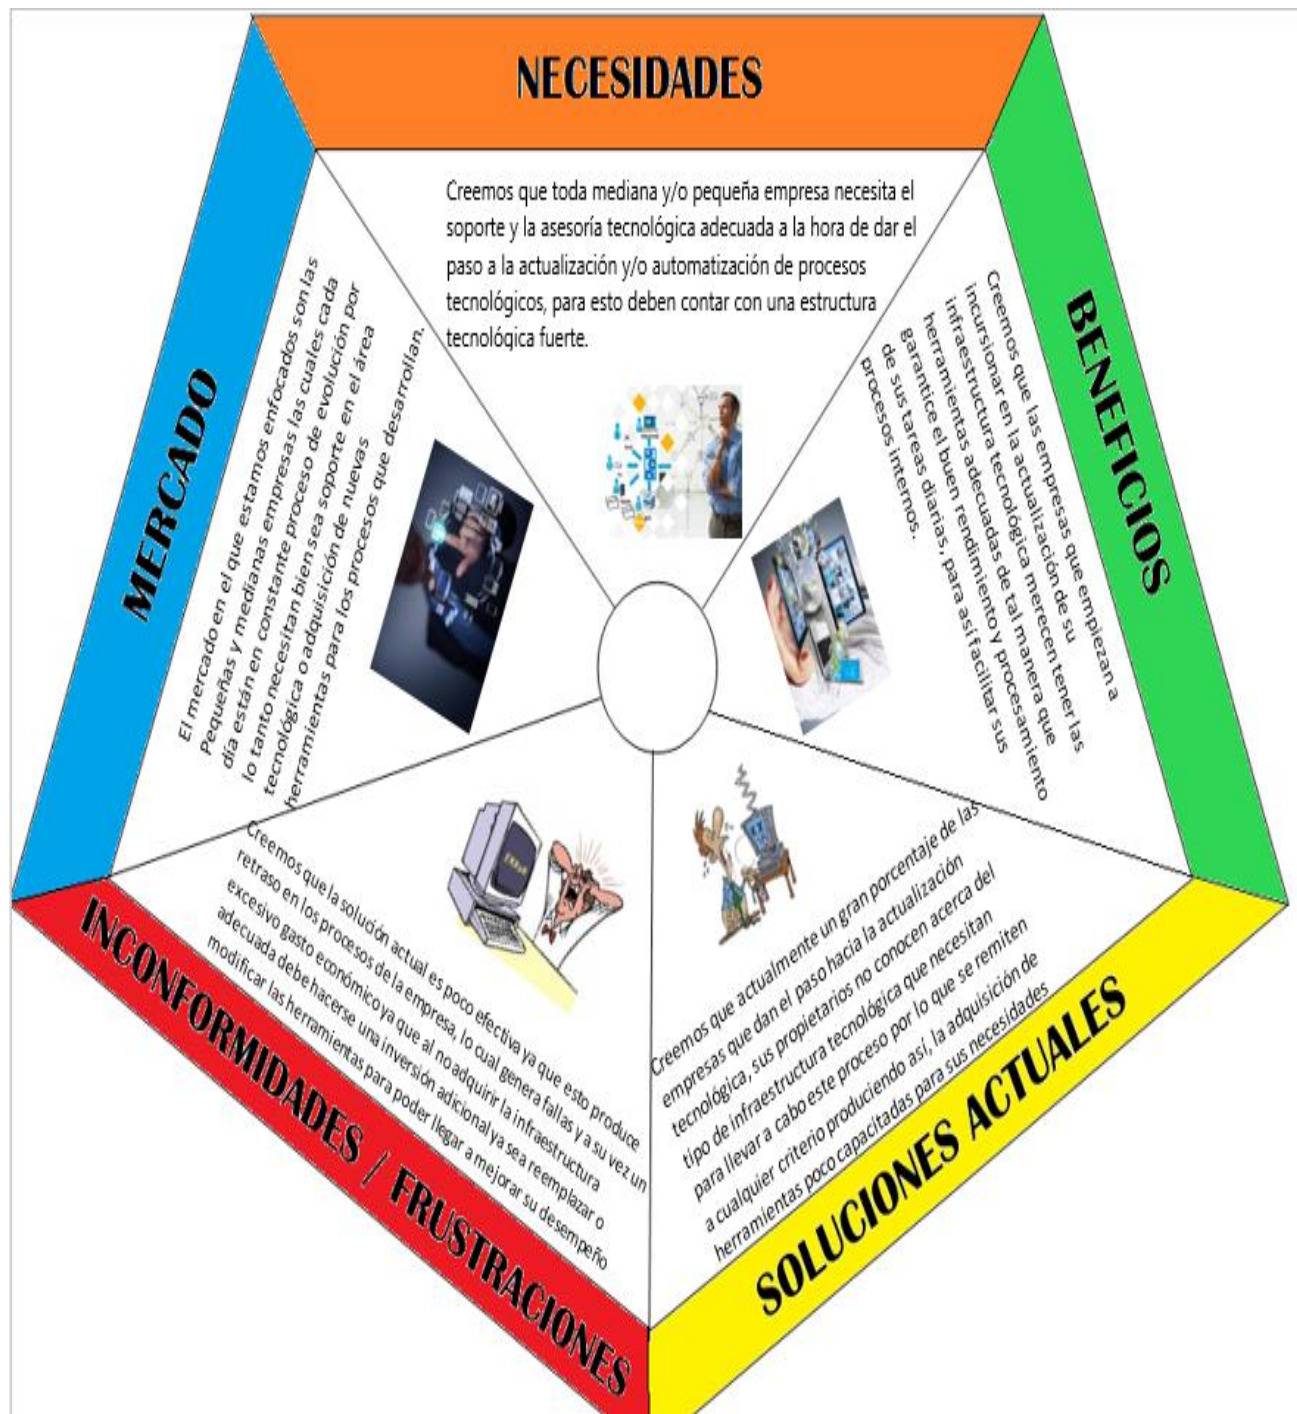 NECESIDADES
Creemos que toda mediana y/o pequeña empresa necesita el
soporte y la asesoría tecnológica adecuada a la hora de dar el
paso a la actualización y/o automatización de procesos
tecnológicos, para esto deben contar con una estructura
tecnológica fuerte.
BENEFICIOS
Creemos que las empresas que empiezan a
incursionar en la actualización de su
infraestructura tecnológica merecen tener las
herramientas adecuadas de tal manera que
garantice el buen rendimiento y procesamiento
de sus tareas diarias, para así facilitar sus
procesos internos.
SOLUCIONES ACTUALES
Creemos que actualmente un gran porcentaje de las
empresas que dan el paso hacia la actualización
tecnológica, sus propietarios no conocen acerca del
tipo de infraestructura tecnológica que necesitan
para llevar a cabo este proceso por lo que se remiten
a cualquier criterio produciendo así, la adquisición de
herramientas poco capacitadas para sus necesidades
INCONFORMIDADES / FRUSTRACIONES
Creemos que la solución actual es poco efectiva ya que esto produce
retraso en los procesos de la empresa, lo cual genera fallas y a su vez un
excesivo gasto económico ya que al no adquirir la infraestructura
adecuada debe hacerse una inversión adicional ya sea reemplazar o
modificar las herramientas para poder llegar a mejorar su desempeño
MERCADO
El mercado en el que estamos enfocados son las
Pequeñas y medianas empresas las cuales cada
dia están en constante proceso de evolución por
lo tanto necesitan bien sea soporte en el área
tecnológica o adquisición de nuevas
herramientas para los procesos que desarrollan.